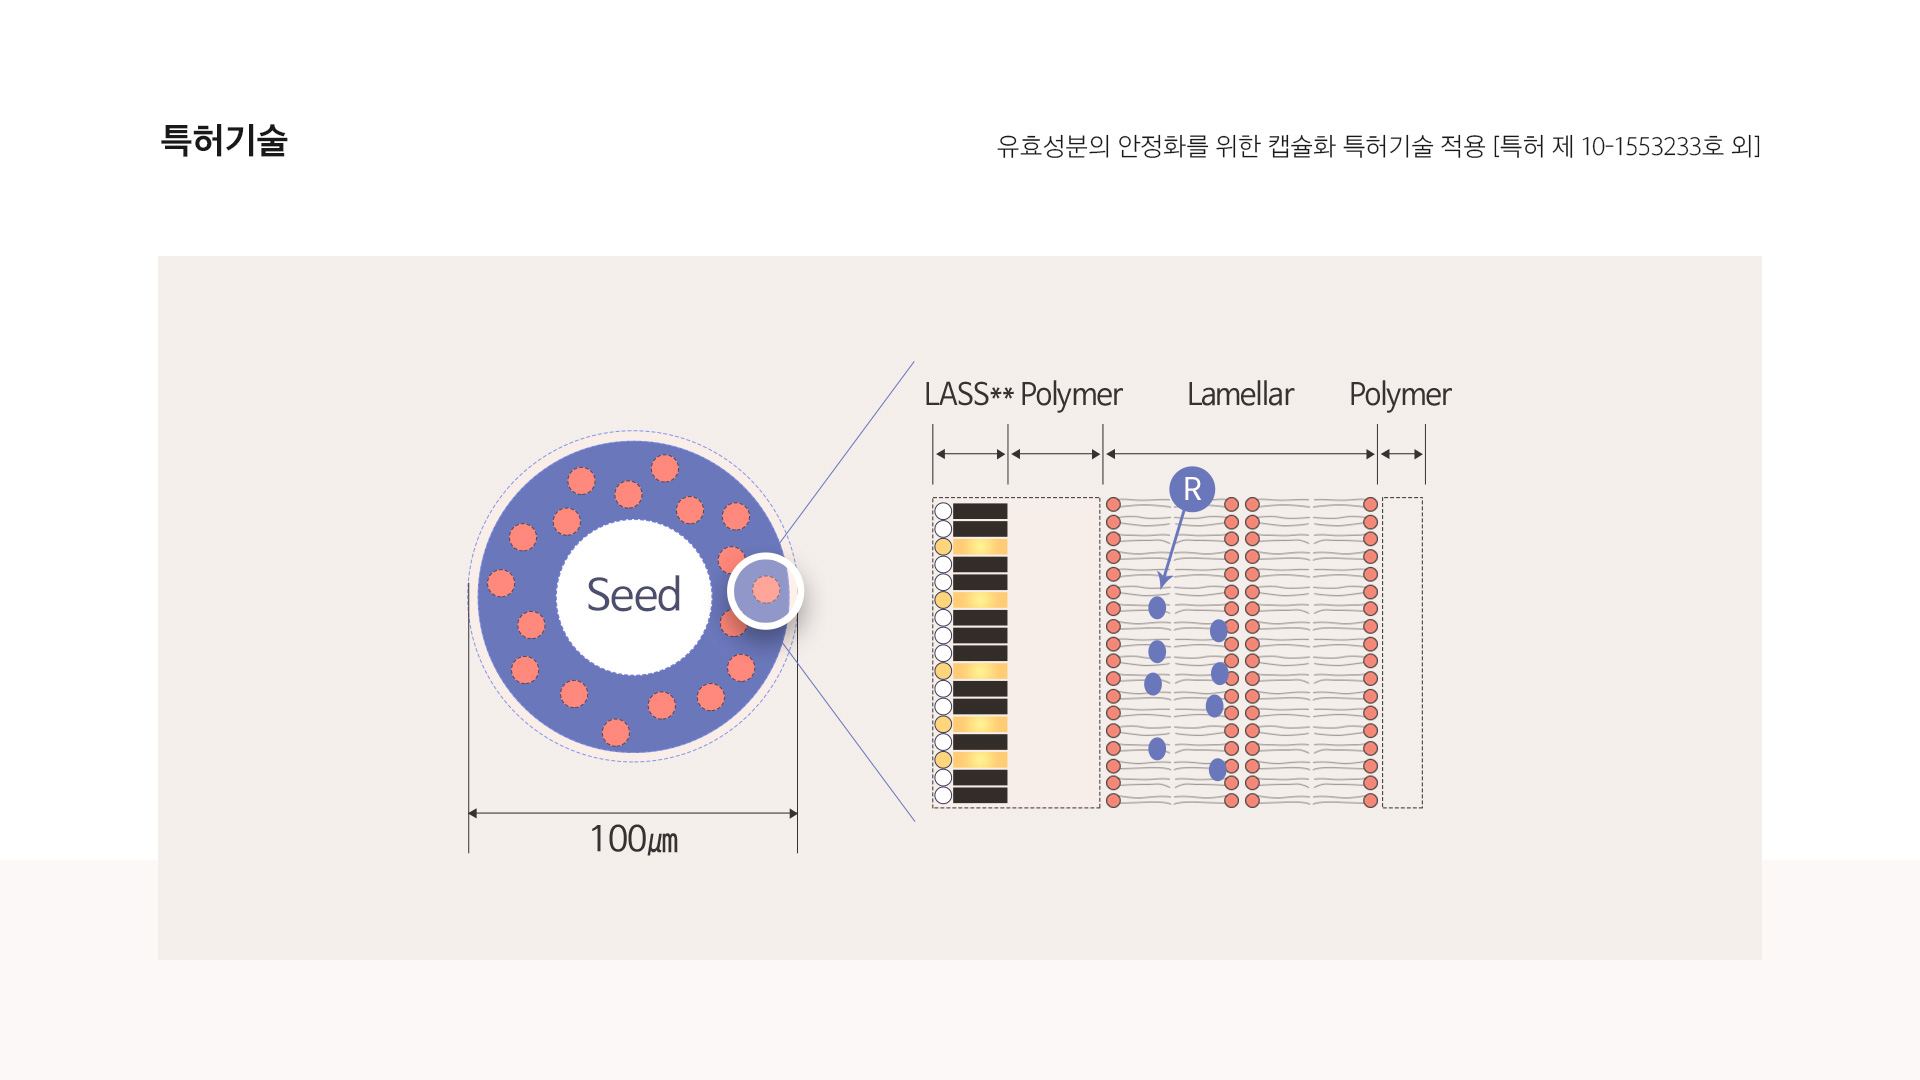 특허기술
유효성분의 안정화를 위한 캡슐화 특허기술 적용 [특허 제 10-1553233호 외]
LASS** Polymer Lamellar Polymer
R
Seed
100㎛